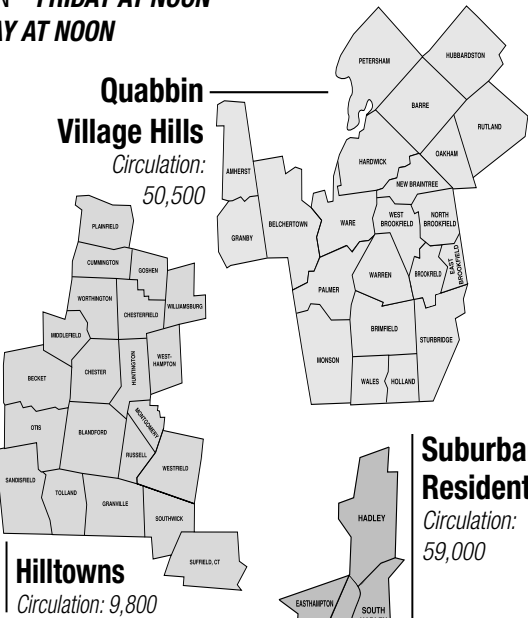 FRIDAY AT NOON
AY AT NOON
Quabbin
Village Hills
Circulation:
50,500
PETERSHAM
HUBBARDSTON
BARRE
RUTLAND
HARDWICK
OAKHAM
NEW BRAINTREE
AMHERST
BELCHERTOWN
GRANBY
WARE
WEST
BROOKFIELD
NORTH
BROOKFIELD
EAST
BROOKFIELD
WARREN
BROOKFIELD
PALMER
BRIMFIELD
STURBRIDGE
MONSON
WALES
HOLLAND
PLAINFIELD
CUMMINGTON
GOSHEN
WORTHINGTON
CHESTERFIELD
WILLIAMSBURG
MIDDLEFIELD
BECKET
CHESTER
HUNTINGTON
WEST-
HAMPTON
MONTGOMERY
OTIS
BLANDFORD
RUSSELL
WESTFIELD
SANDISFIELD
TOLLAND
GRANVILLE
SOUTHWICK
SUFFIELD, CT
Hilltowns
Circulation: 9,800
Suburba
Resident
Circulation:
59,000
HADLEY
EASTHAMPTON
SOUTH